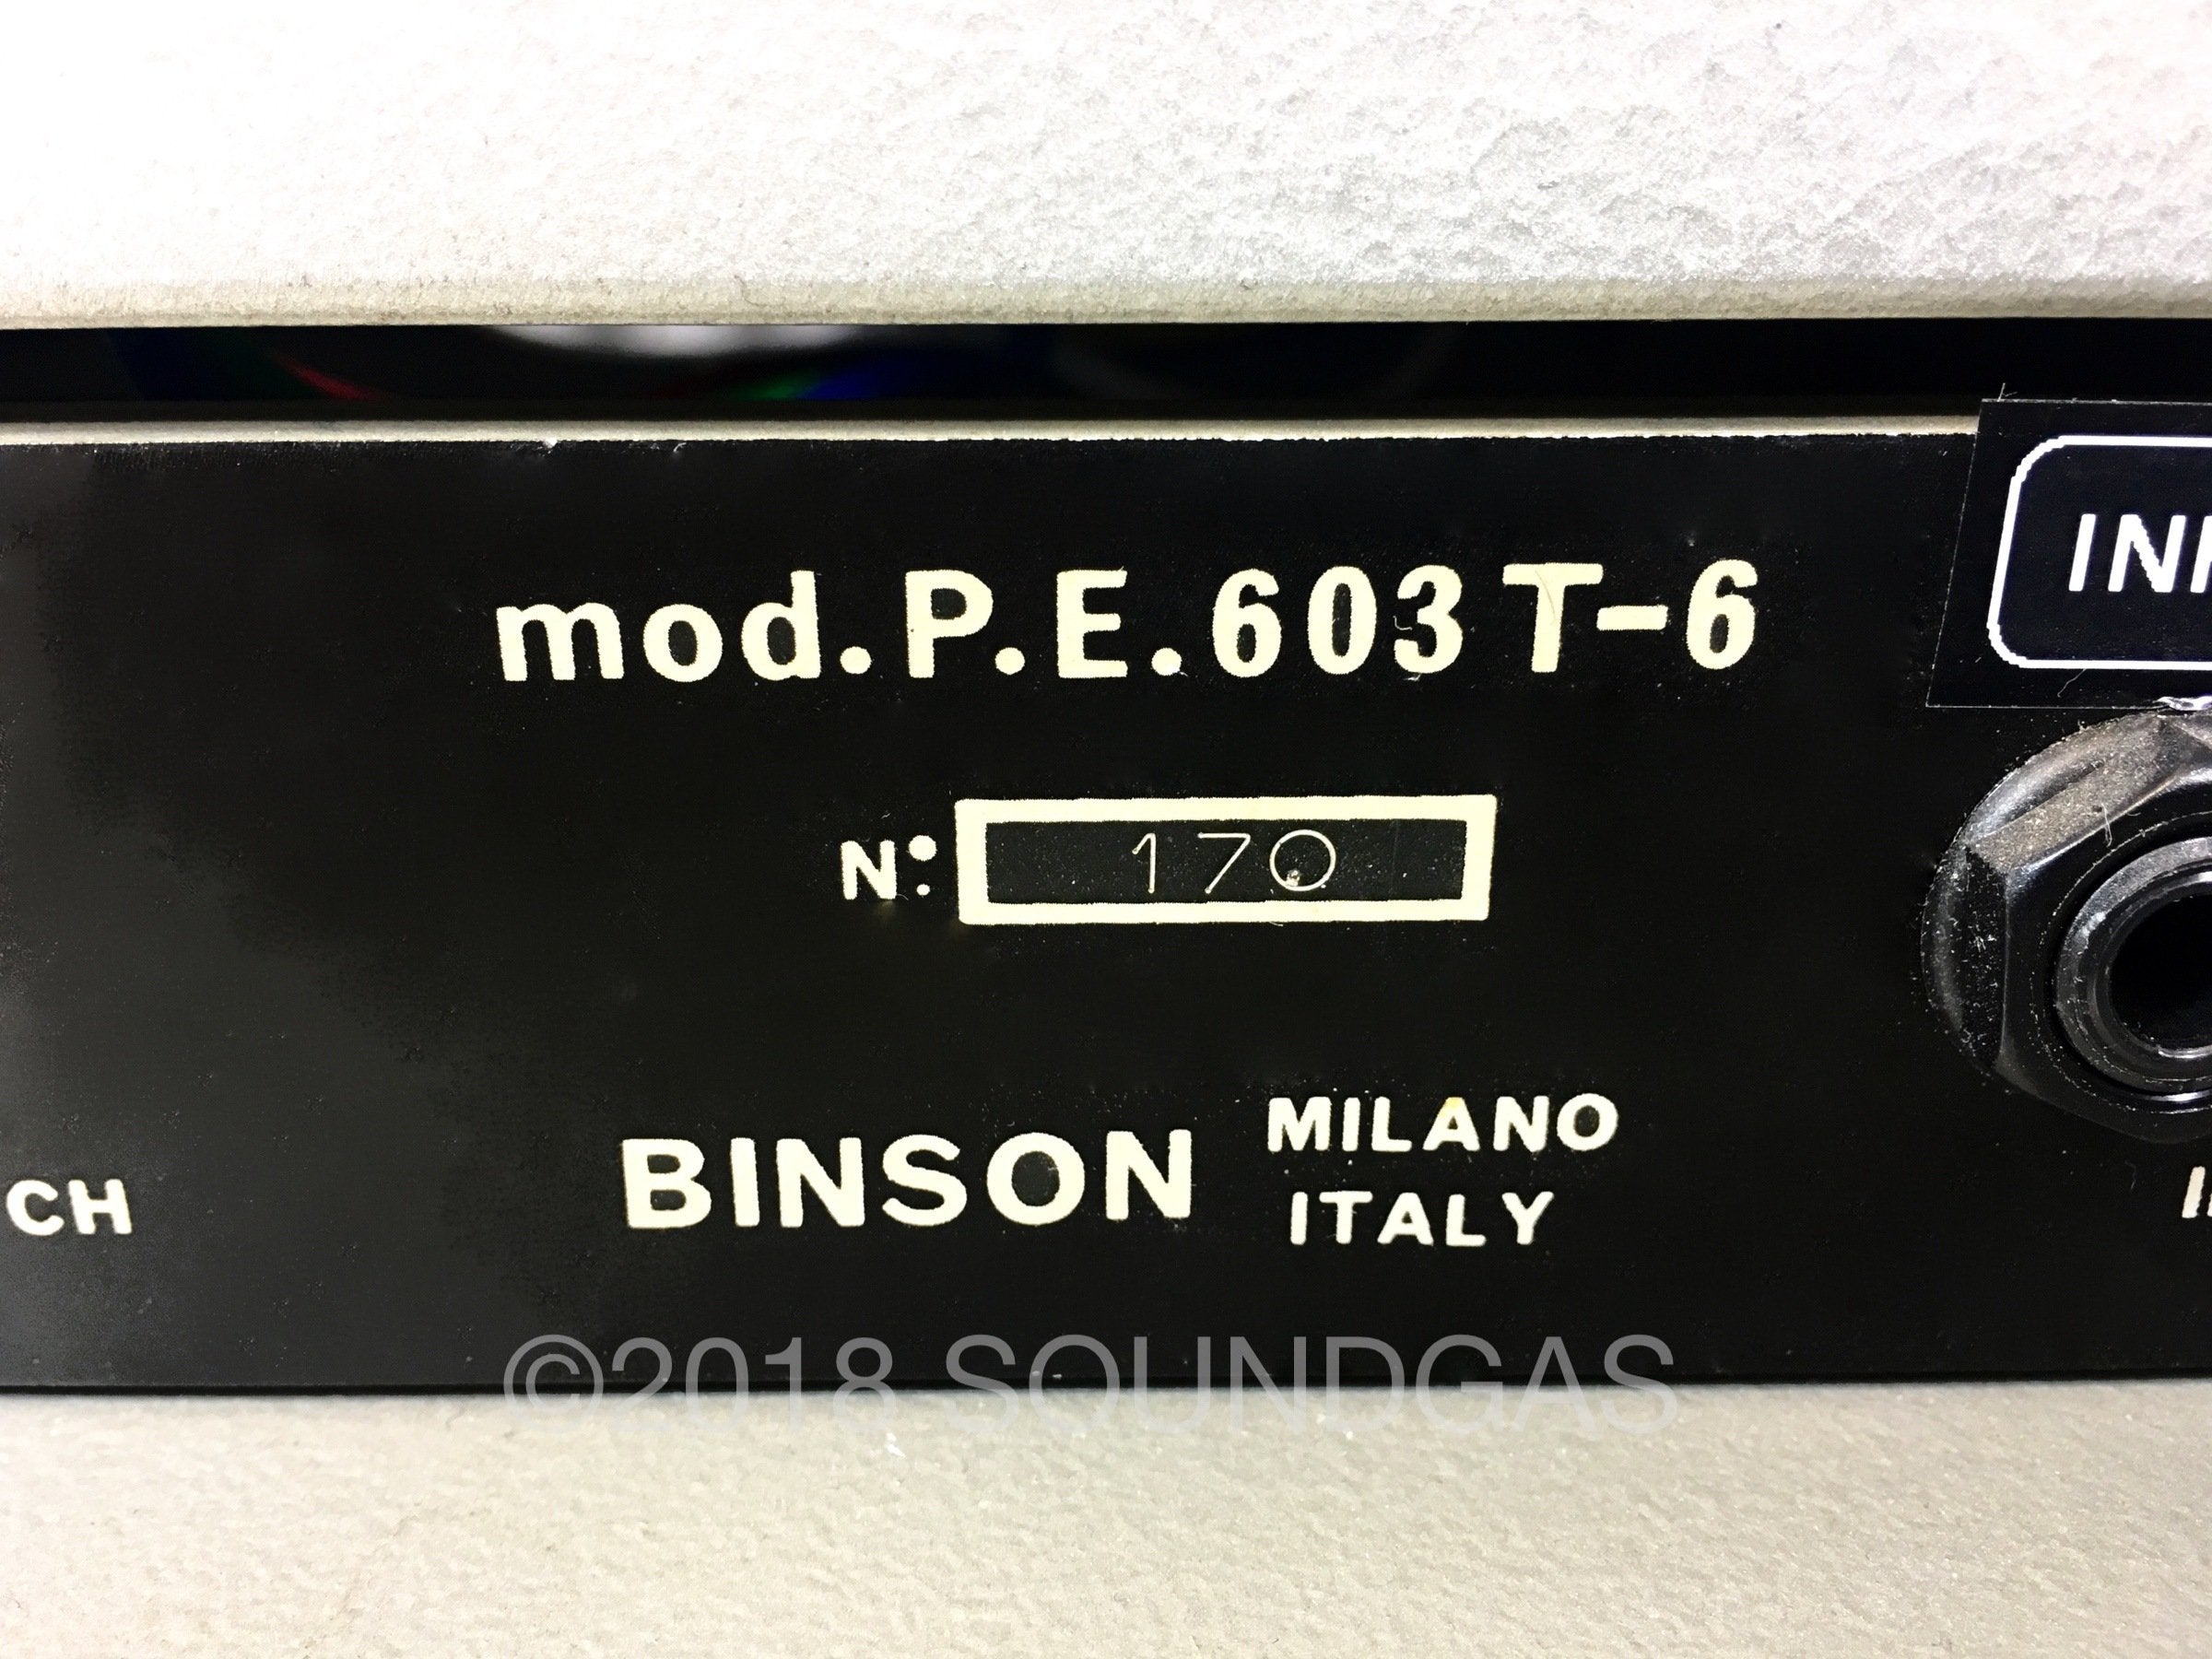 mod.P.E.603 T-6
N°: 170
BINSON MILANO
ITALY
CH
©2018 SOUNDGAS